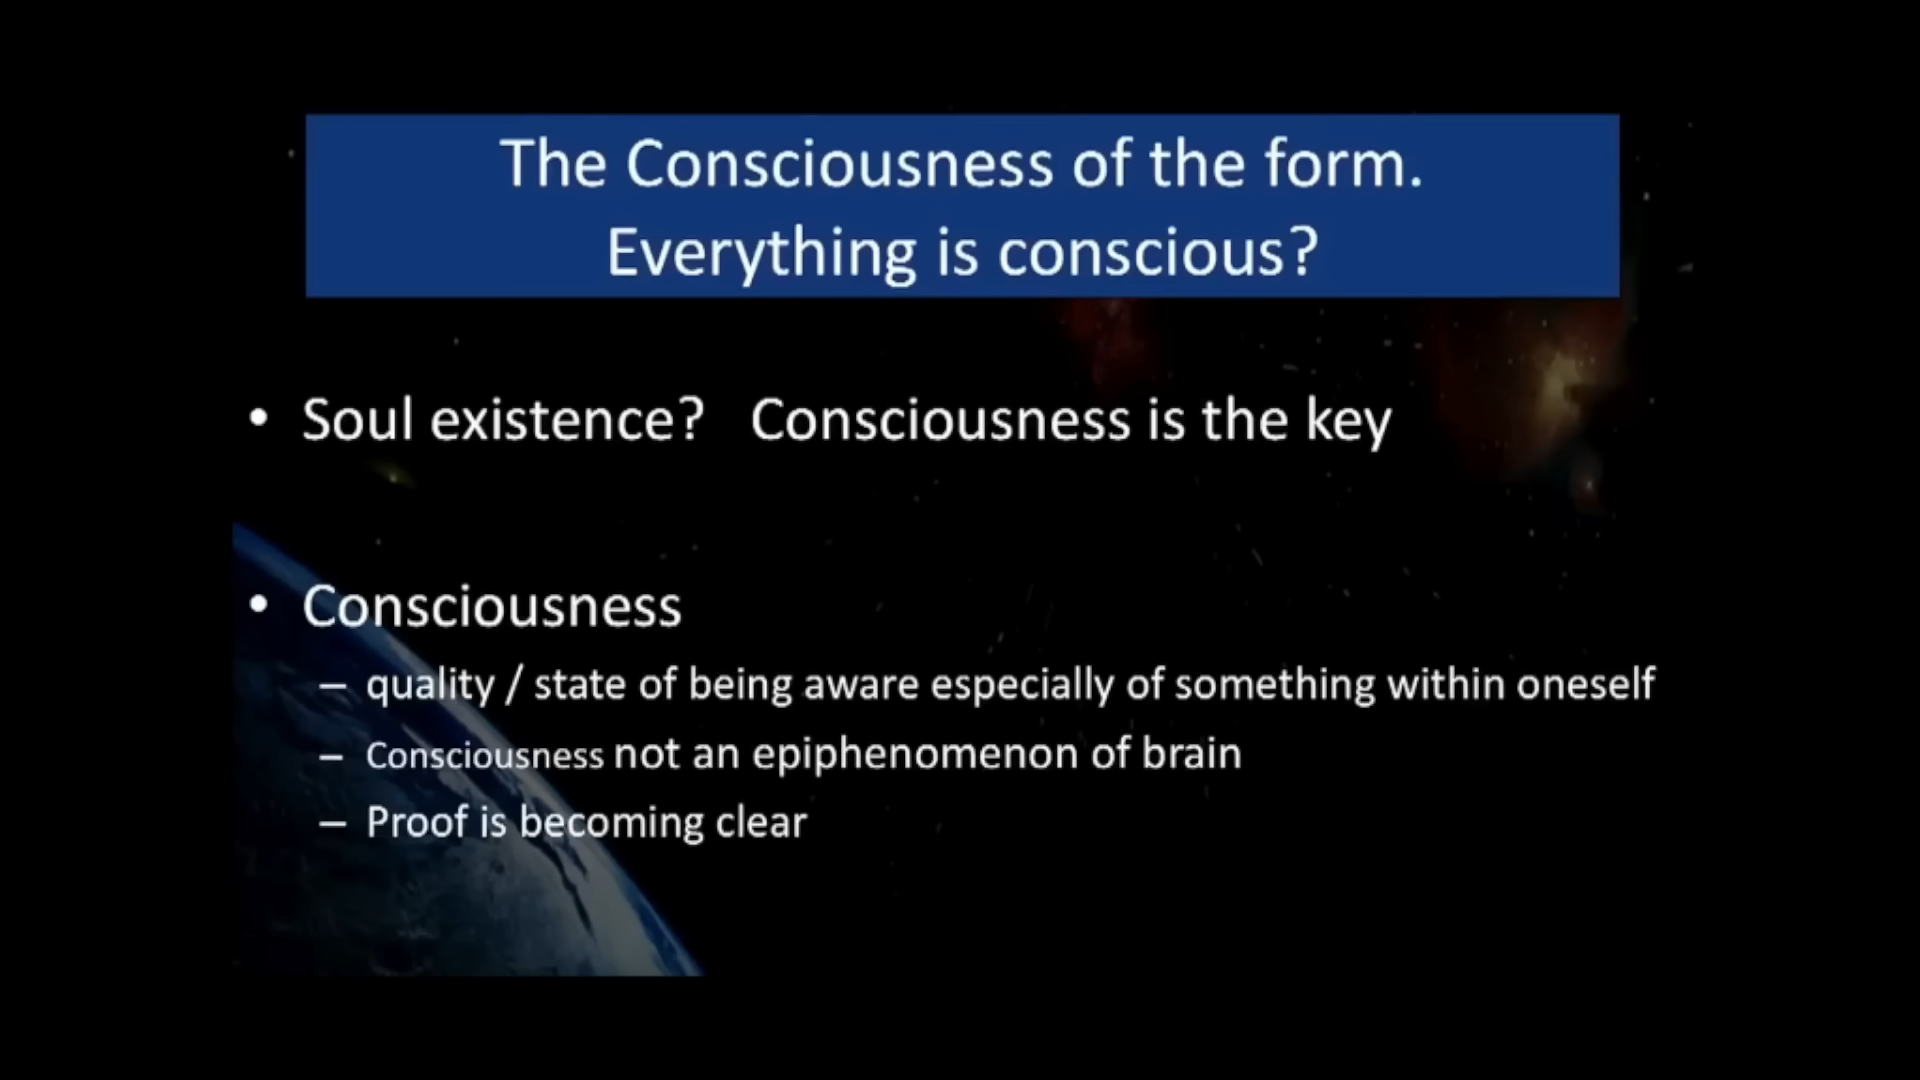 The Consciousness of the form.
Everything is conscious?
• Soul existence? Consciousness is the key
• Consciousness
– quality / state of being aware especially of something within oneself
– Consciousness not an epiphenomenon of brain
– Proof is becoming clear